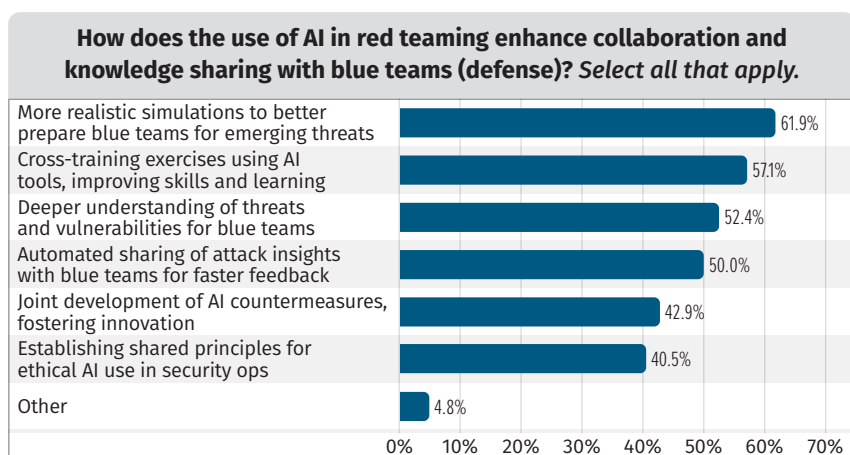 How does the use of AI in red teaming enhance collaboration and
knowledge sharing with blue teams (defense)? Select all that apply.
More realistic simulations to better
prepare blue teams for emerging threats
61.9%
Cross-training exercises using AI
tools, improving skills and learning
57.1%
Deeper understanding of threats
and vulnerabilities for blue teams
52.4%
Automated sharing of attack insights
with blue teams for faster feedback
50.0%
Joint development of AI countermeasures,
fostering innovation
42.9%
Establishing shared principles for
ethical AI use in security ops
40.5%
Other
4.8%
0% 10% 20% 30% 40% 50% 60% 70%